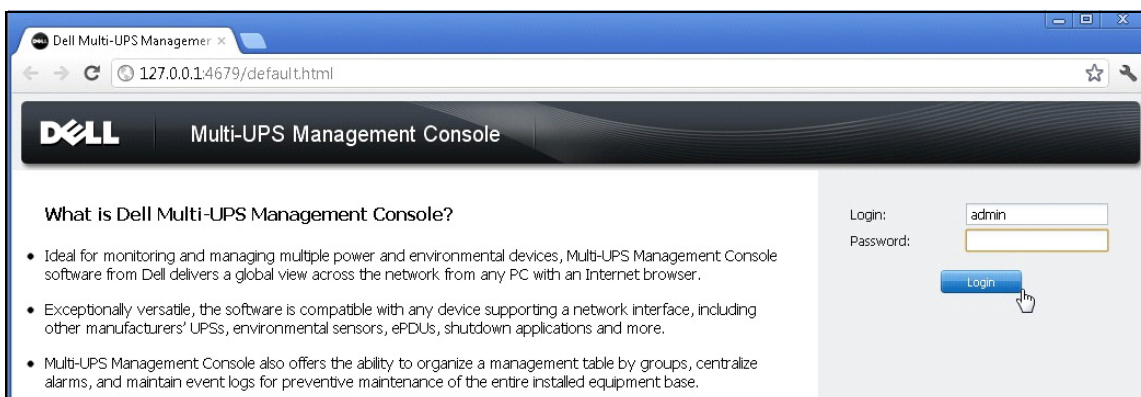 Dell Multi-UPS Managemer
127.0.0.1:4679/default.html
DELL
Multi-UPS Management Console
What is Dell Multi-UPS Management Console?
• Ideal for monitoring and managing multiple power and environmental devices, Multi-UPS Management Console
software from Dell delivers a global view across the network from any PC with an Internet browser.
• Exceptionally versatile, the software is compatible with any device supporting a network interface, including
other manufacturers' UPSs, environmental sensors, ePDUs, shutdown applications and more.
• Multi-UPS Management Console also offers the ability to organize a management table by groups, centralize
alarms, and maintain event logs for preventive maintenance of the entire installed equipment base.
Login: admin
Password:
Login